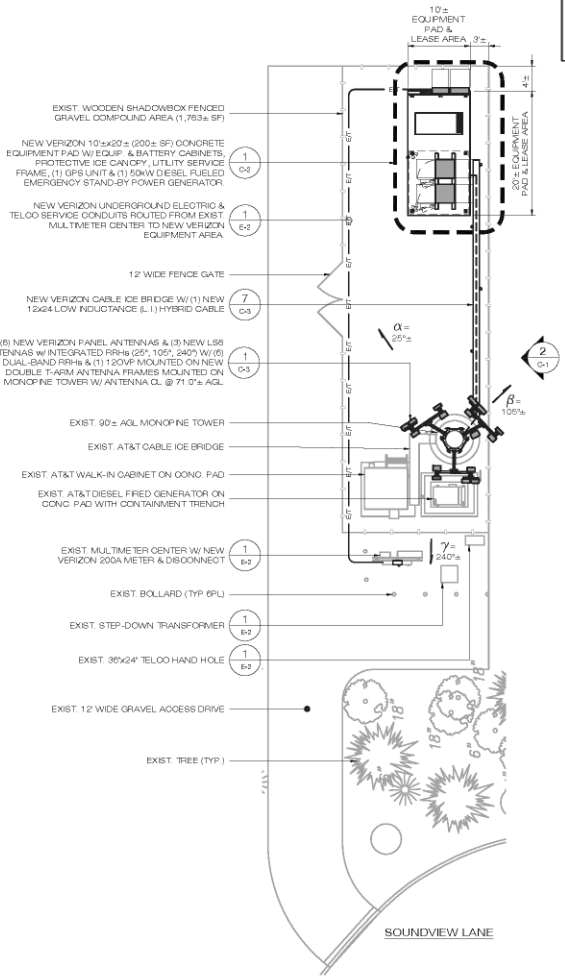 10'±
EQUIPMENT
PAD &
LEASE AREA
3'±
4'±
20'± EQUIPMENT
PAD & LEASE AREA
EXIST. WOODEN SHADOWBOX FENCED
GRAVEL COMPOUND AREA (1,763± SF)
NEW VERIZON 10'±x20'± (200± SF) CONCRETE
EQUIPMENT PAD W/ EQUIP. & BATTERY CABINETS,
PROTECTIVE ICE CANOPY, UTILITY SERVICE
FRAME, (1) GPS UNIT & (1) 50kW DIESEL FUELED
EMERGENCY STAND-BY POWER GENERATOR.
1
C-2
NEW VERIZON UNDERGROUND ELECTRIC &
TELCO SERVICE CONDUITS ROUTED FROM EXIST.
MULTIMETER CENTER TO NEW VERIZON
EQUIPMENT AREA.
1
E-2
12' WIDE FENCE GATE
NEW VERIZON CABLE ICE BRIDGE W/ (1) NEW
12x24 LOW INDUCTANCE (L.I.) HYBRID CABLE
7
C-3
(6) NEW VERIZON PANEL ANTENNAS & (3) NEW LS6
TENNAS w/ INTEGRATED RRHs (25°, 105°, 240°) W/ (6)
DUAL-BAND RRHs & (1) 12OVP MOUNTED ON NEW
DOUBLE T-ARM ANTENNA FRAMES MOUNTED ON
MONOPINE TOWER W/ ANTENNA CL @ 71.0'± AGL
1
C-3
α=
25°±
2
C-1
β=
105°±
EXIST. 90'± AGL MONOPINE TOWER
EXIST. AT&T CABLE ICE BRIDGE
EXIST. AT&T WALK-IN CABINET ON CONC. PAD
EXIST. AT&T DIESEL FIRED GENERATOR ON
CONC. PAD WITH CONTAINMENT TRENCH
EXIST. MULTIMETER CENTER W/ NEW
VERIZON 200A METER & DISCONNECT
1
E-2
γ=
240°±
EXIST. BOLLARD (TYP 6PL)
EXIST. STEP-DOWN TRANSFORMER
1
E-2
EXIST. 36"x24" TELCO HAND HOLE
1
E-2
EXIST. 12' WIDE GRAVEL ACCESS DRIVE
EXIST. TREE (TYP.)
E/T
E/T
E/T
E/T
E/T
E/T
E/T
E/T
18"
18"
18"
6"
18"
SOUNDVIEW LANE